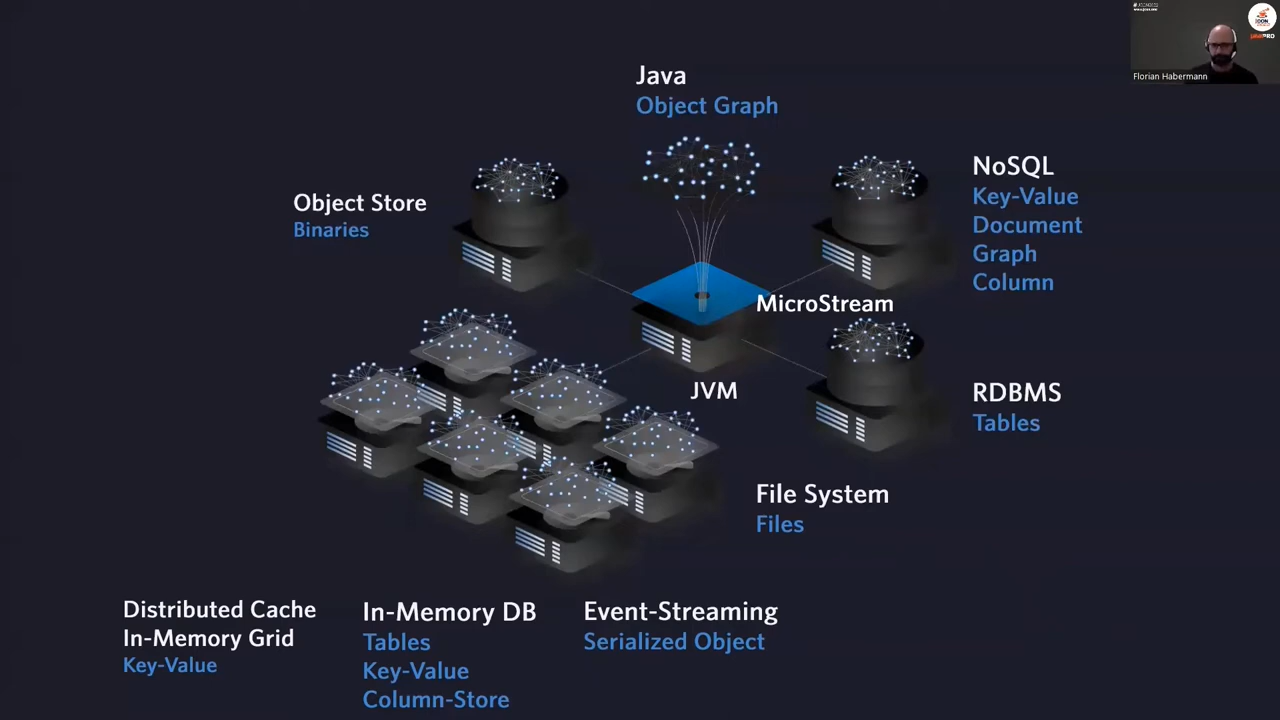 Java
Object Graph
Florian Habermann
Object Store
Binaries
NoSQL
Key-Value
Document
Graph
Column
MicroStream
JVM
RDBMS
Tables
File System
Files
Distributed Cache
In-Memory Grid
Key-Value
In-Memory DB
Tables
Key-Value
Column-Store
Event-Streaming
Serialized Object